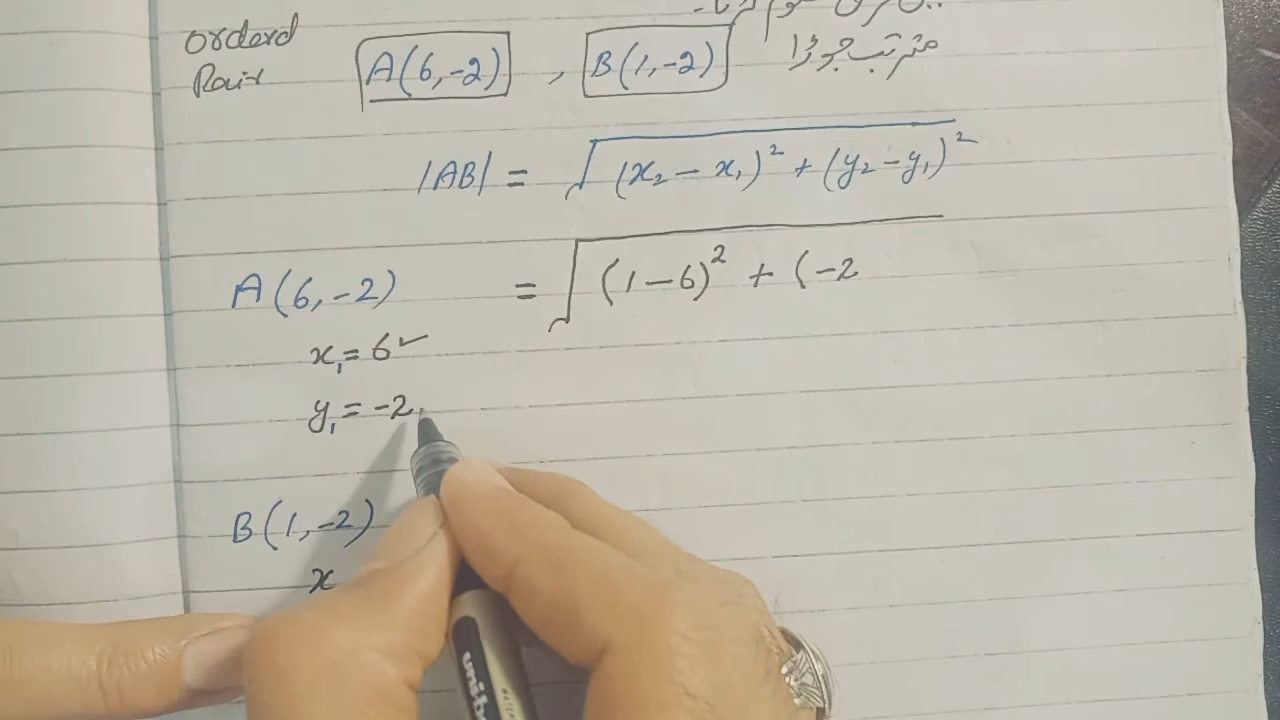 Orderd
Pair
A(6,-2) , B(1,-2) مترتب جوڑا
|AB| = √(x₂ - x₁)² + (y₂ - y₁)²
A(6,-2) = √(1-6)² + (-2
x₁ = 6 ✓
y₁ = -2
B(1,-2)
x
uni